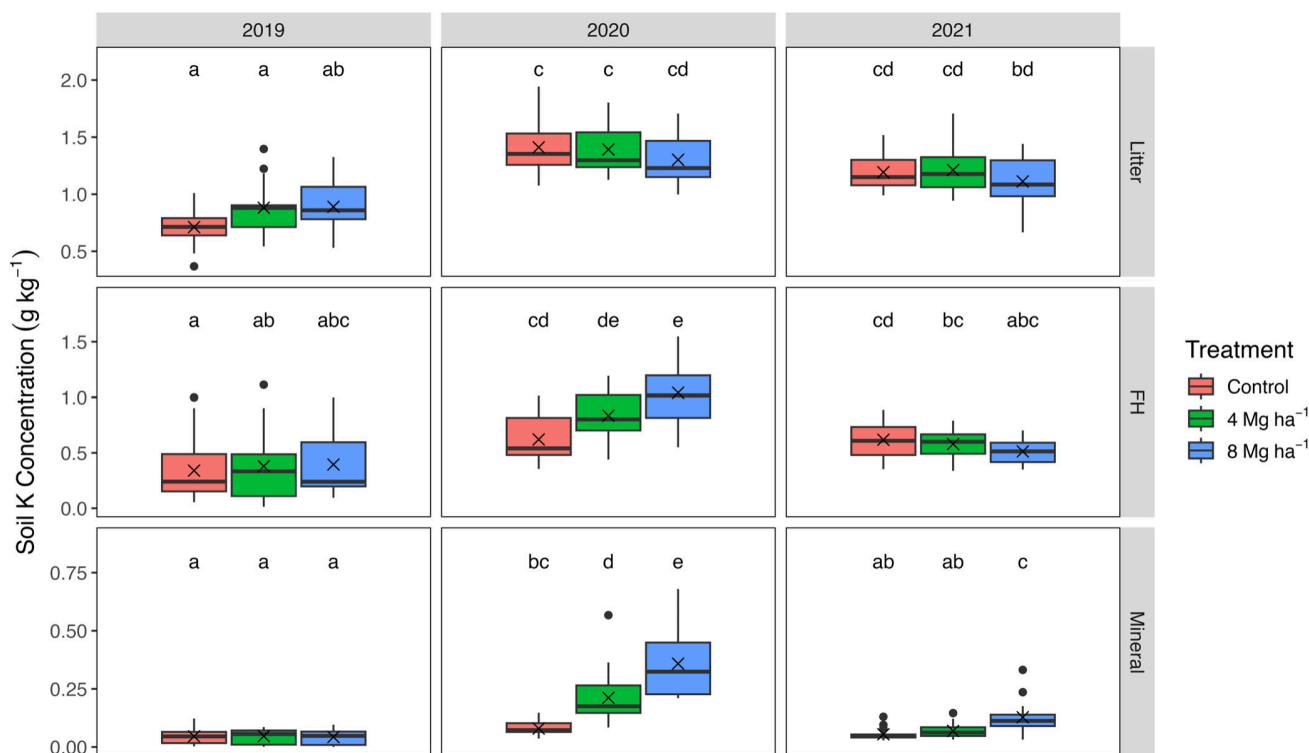 2019 2020 2021
a a ab c c cd cd cd bd
2.0
1.5
1.0
0.5
Litter
a ab abc cd de e cd bc abc
1.5
1.0
0.5
0.0
FH
a a a bc d e ab ab c
0.75
0.50
0.25
0.00
Mineral
Soil K Concentration (g kg⁻¹)
Treatment
Control
4 Mg ha⁻¹
8 Mg ha⁻¹